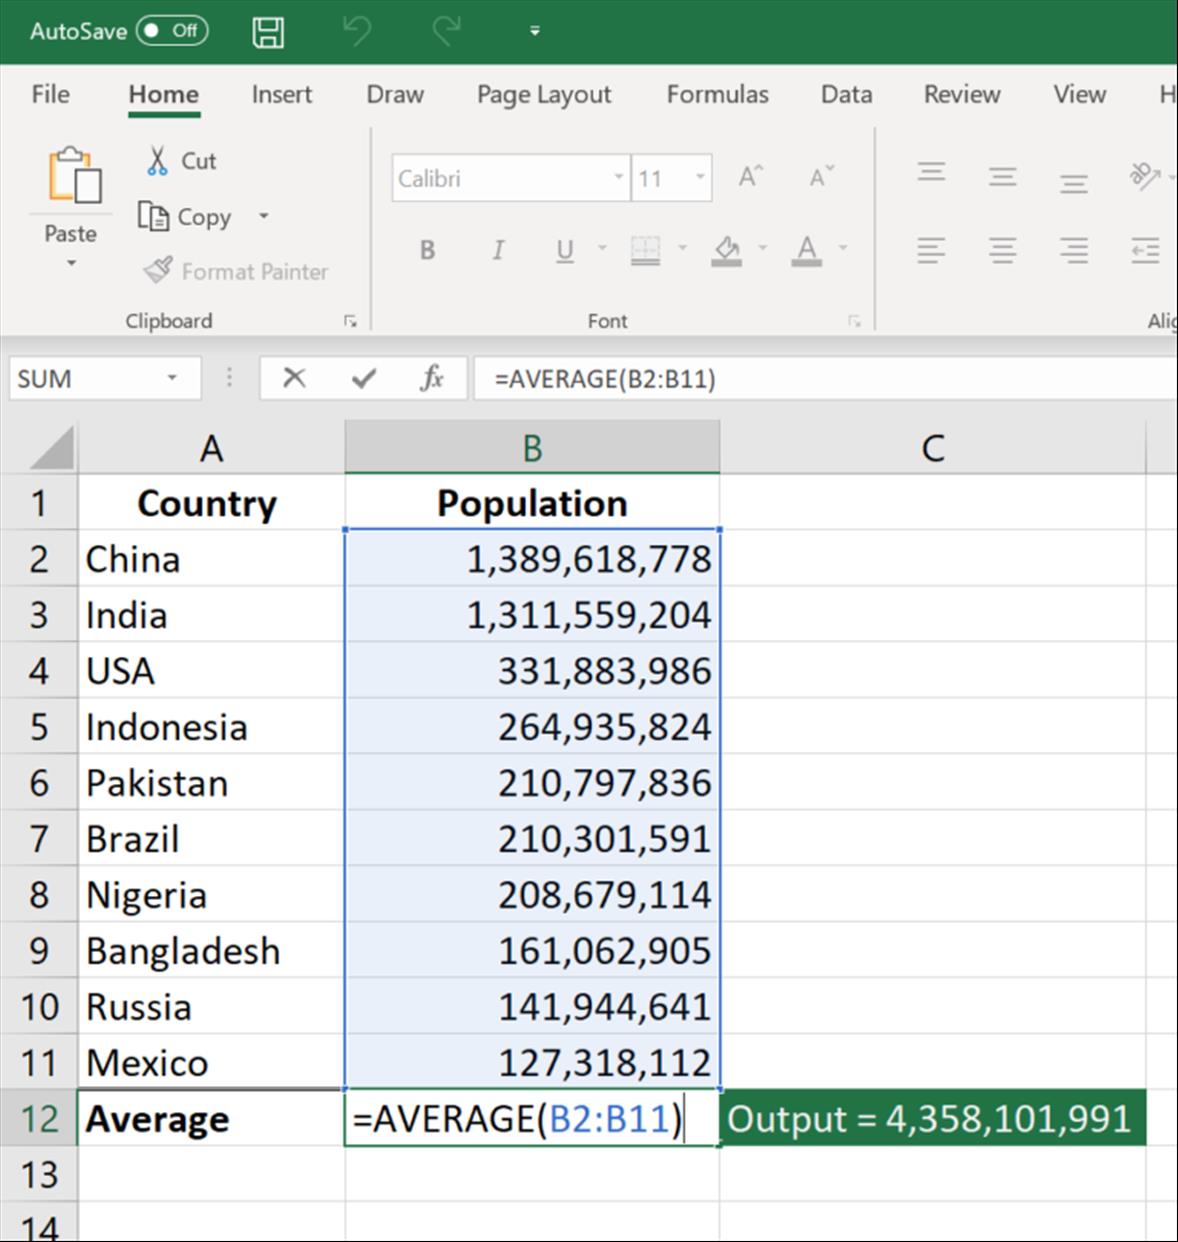 AutoSave Off
File Home Insert Draw Page Layout Formulas Data Review View H
Cut
Copy
Format Painter
Paste
Clipboard
Calibri 11 A A
B I U A
ab
Font
Alig
SUM fx =AVERAGE(B2:B11)
A B C
1 Country Population
2 China 1,389,618,778
3 India 1,311,559,204
4 USA 331,883,986
5 Indonesia 264,935,824
6 Pakistan 210,797,836
7 Brazil 210,301,591
8 Nigeria 208,679,114
9 Bangladesh 161,062,905
10 Russia 141,944,641
11 Mexico 127,318,112
12 Average =AVERAGE(B2:B11) Output = 4,358,101,991
13
14